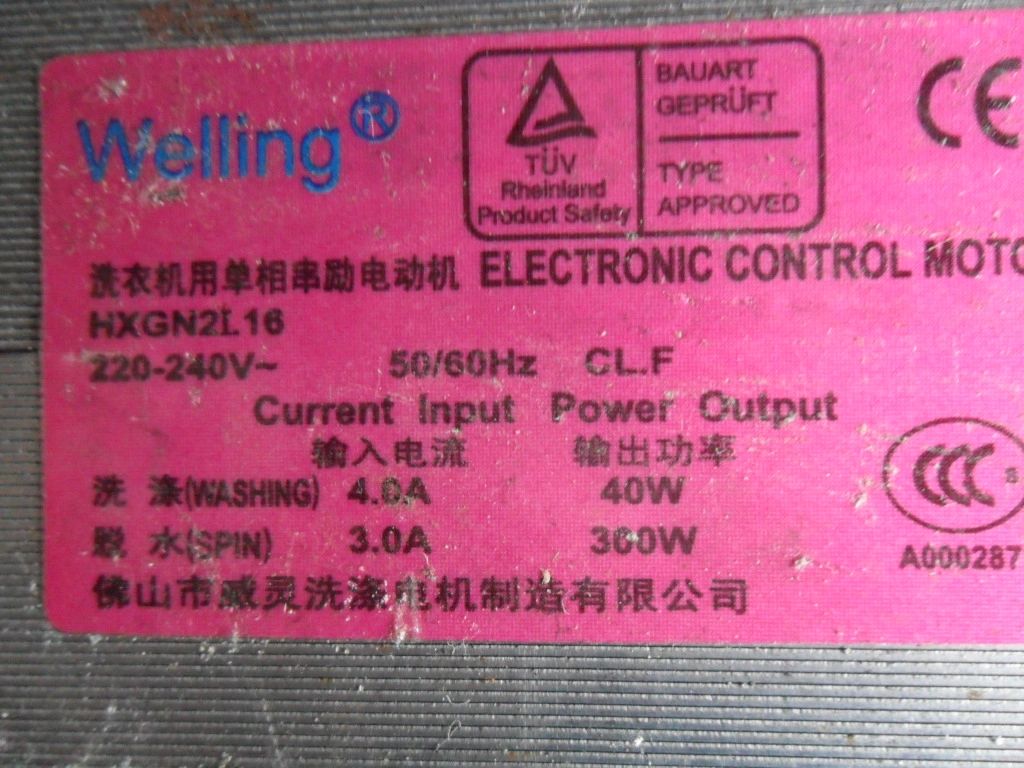 Welling®
TÜV
Rheinland
Product Safety
BAUART
GEPRÜFT
TYPE
APPROVED
CE
洗衣机用单相串励电动机 ELECTRONIC CONTROL MOTO
HXGN2I.16
220-240V~ 50/60Hz CL.F
Current Input Power Output
输入电流 输出功率
洗 涤(WASHING) 4.0A 40W
脱 水(SPIN) 3.0A 300W
CCC S
A000287
佛山市威灵洗涤电机制造有限公司